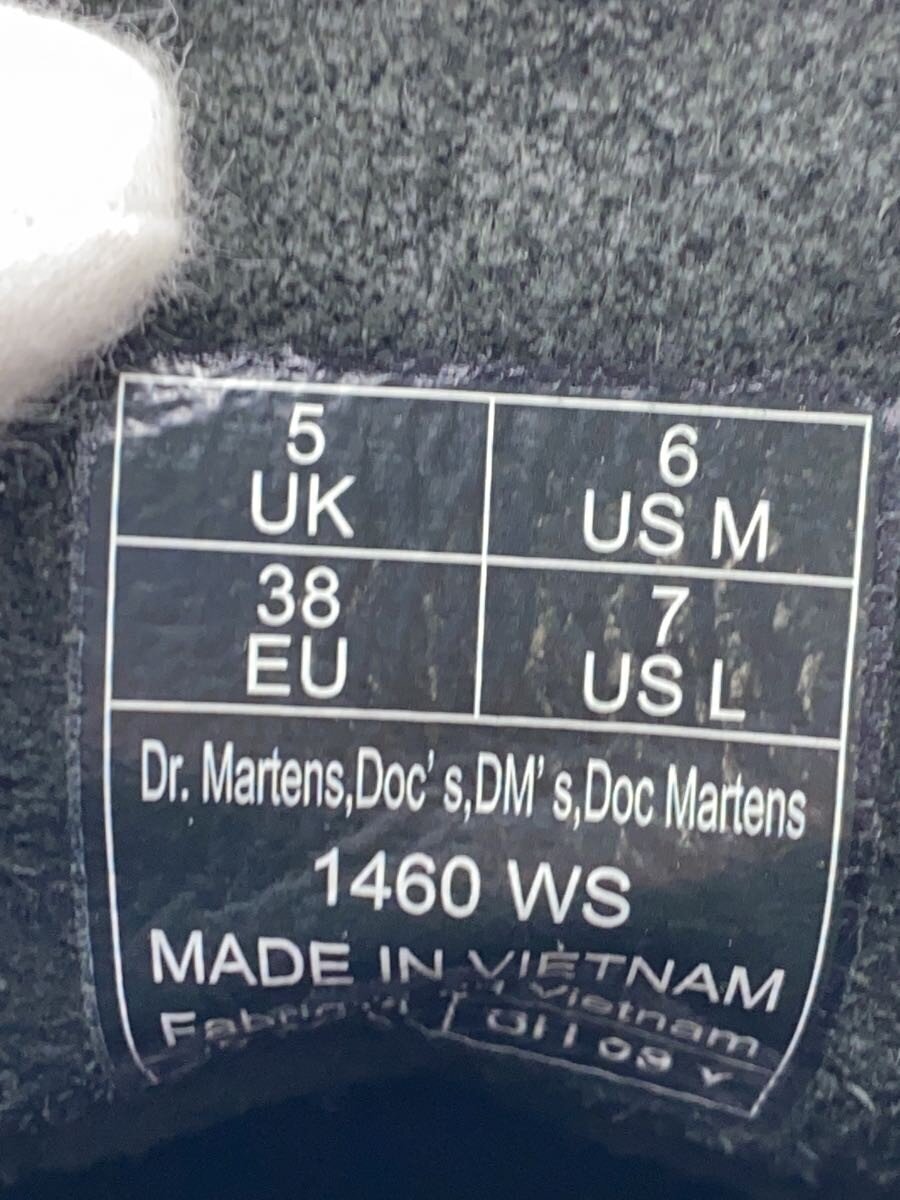 5
UK
6
US M
38
EU
7
US L
Dr. Martens,Doc's,DM's,Doc Martens
1460 WS
MADE IN VIETNAM
Vietnam